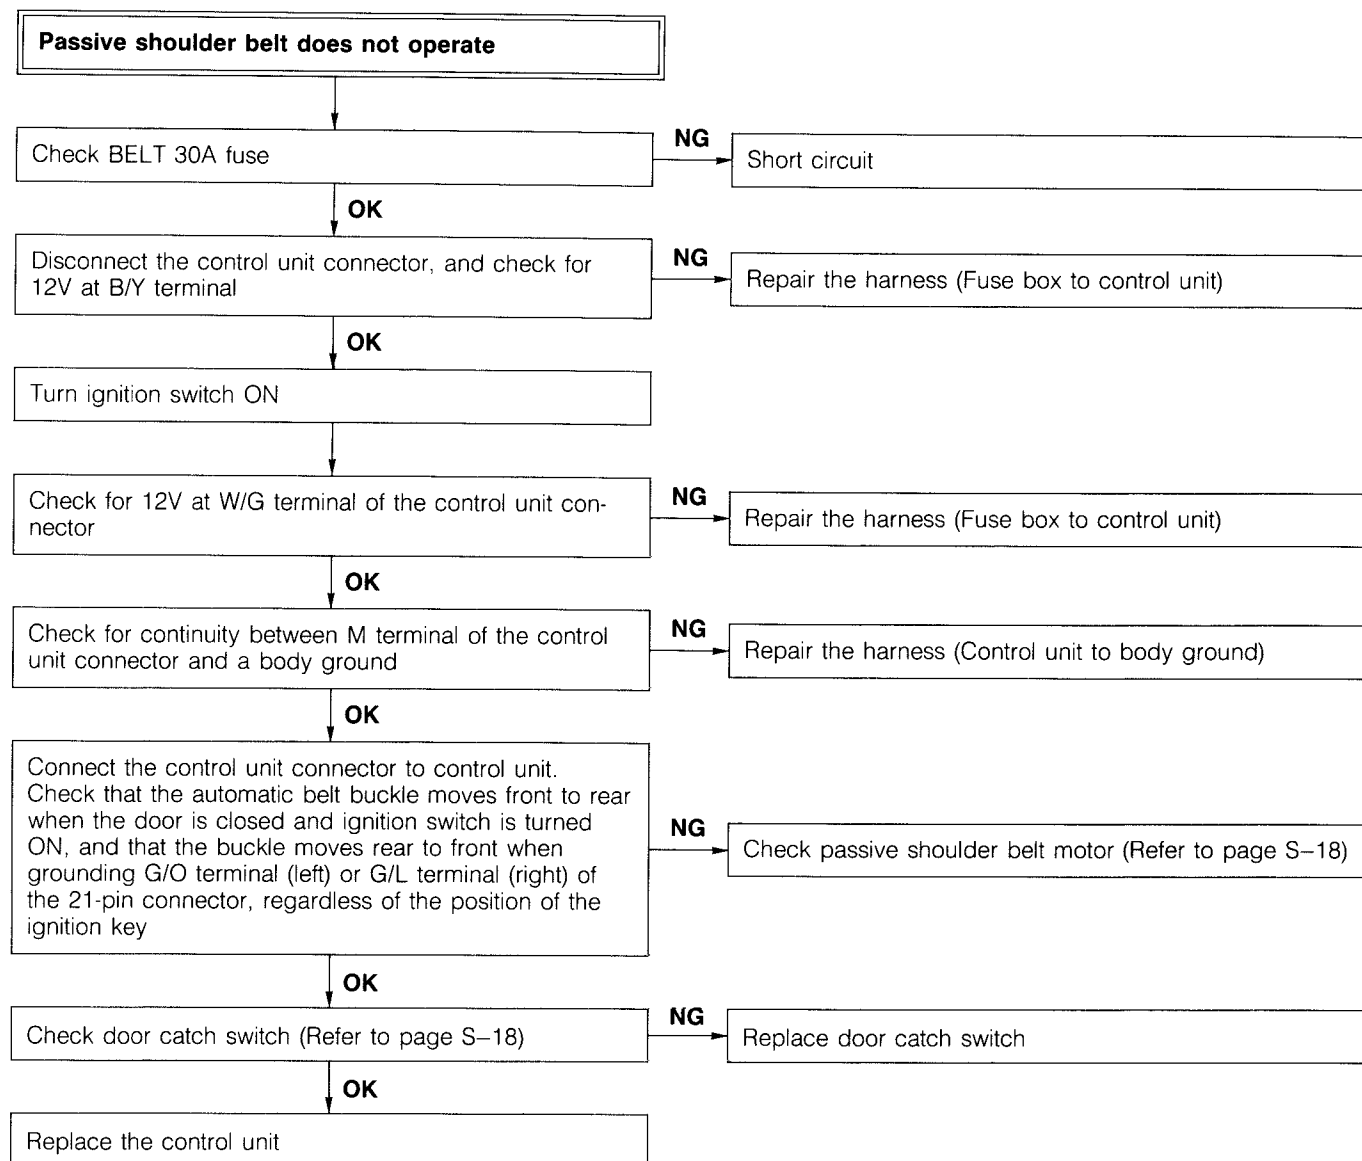 Passive shoulder belt does not operate
Check BELT 30A fuse
NG
Short circuit
OK
Disconnect the control unit connector, and check for
12V at B/Y terminal
NG
Repair the harness (Fuse box to control unit)
OK
Turn ignition switch ON
Check for 12V at W/G terminal of the control unit con-
nector
NG
Repair the harness (Fuse box to control unit)
OK
Check for continuity between M terminal of the control
unit connector and a body ground
NG
Repair the harness (Control unit to body ground)
OK
Connect the control unit connector to control unit.
Check that the automatic belt buckle moves front to rear
when the door is closed and ignition switch is turned
ON, and that the buckle moves rear to front when
grounding G/O terminal (left) or G/L terminal (right) of
the 21-pin connector, regardless of the position of the
ignition key
NG
Check passive shoulder belt motor (Refer to page S–18)
OK
Check door catch switch (Refer to page S–18)
NG
Replace door catch switch
OK
Replace the control unit